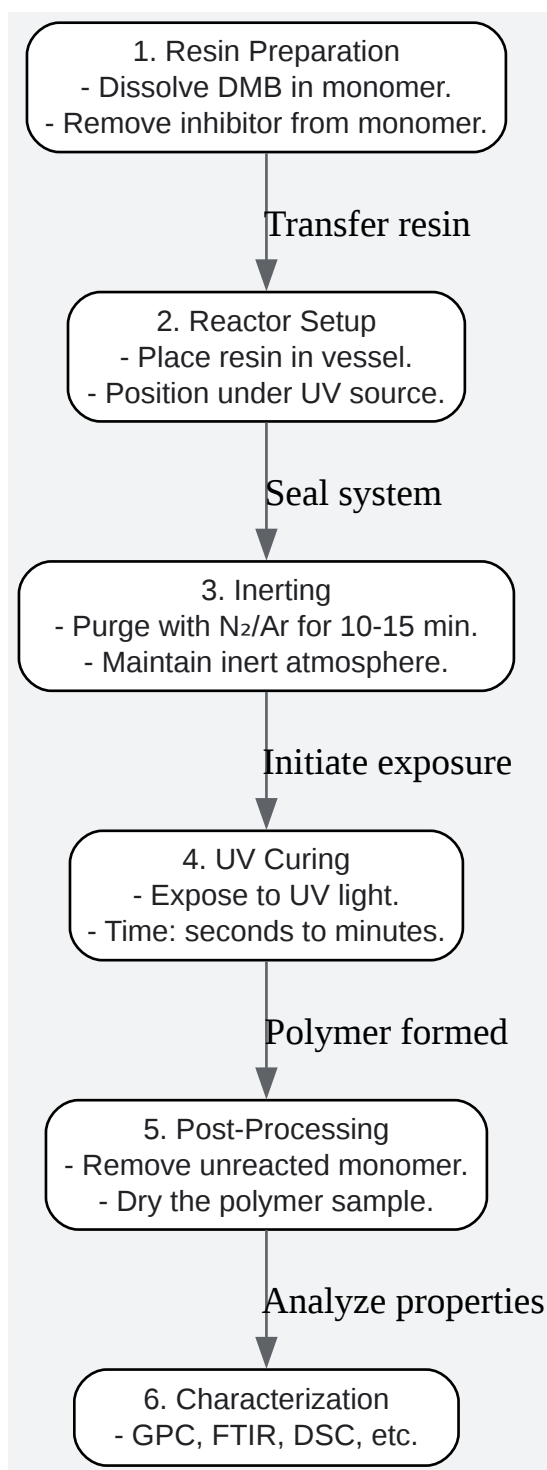 1. Resin Preparation
- Dissolve DMB in monomer.
- Remove inhibitor from monomer.
Transfer resin
2. Reactor Setup
- Place resin in vessel.
- Position under UV source.
Seal system
3. Inerting
- Purge with N₂/Ar for 10-15 min.
- Maintain inert atmosphere.
Initiate exposure
4. UV Curing
- Expose to UV light.
- Time: seconds to minutes.
Polymer formed
5. Post-Processing
- Remove unreacted monomer.
- Dry the polymer sample.
Analyze properties
6. Characterization
- GPC, FTIR, DSC, etc.